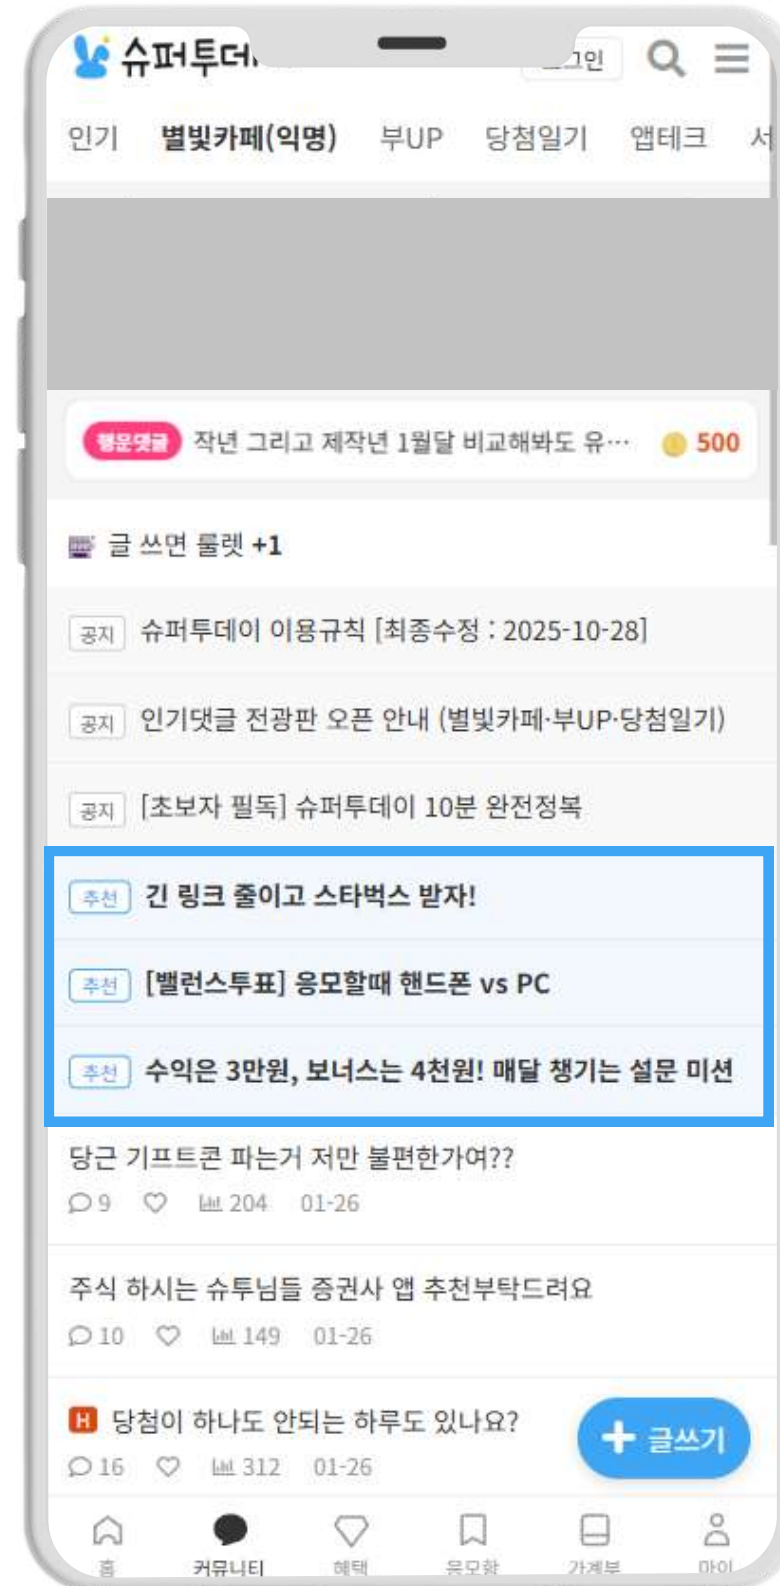 슈퍼투데이
로그인
인기 별빛카페(익명) 부UP 당첨일기 앱테크 서
행운댓글 작년 그리고 제작년 1월달 비교해봐도 유… 500
글 쓰면 룰렛 +1
공지 슈퍼투데이 이용규칙 [최종수정 : 2025-10-28]
공지 인기댓글 전광판 오픈 안내 (별빛카페·부UP·당첨일기)
공지 [초보자 필독] 슈퍼투데이 10분 완전정복
추천 긴 링크 줄이고 스타벅스 받자!
추천 [밸런스투표] 응모할때 핸드폰 vs PC
추천 수익은 3만원, 보너스는 4천원! 매달 챙기는 설문 미션
당근 기프트콘 파는거 저만 불편한가여??
9 204 01-26
주식 하시는 슈투님들 증권사 앱 추천부탁드려요
10 149 01-26
H 당첨이 하나도 안되는 하루도 있나요?
16 312 01-26
글쓰기
홈 커뮤니티 혜택 응모함 가계부 마이